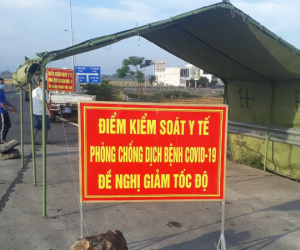 ĐIỂM KIỂM SOÁT Y TẾ
PHÒNG CHỐNG DỊCH BỆNH COVID-19
ĐỀ NGHỊ GIẢM TỐC ĐỘ